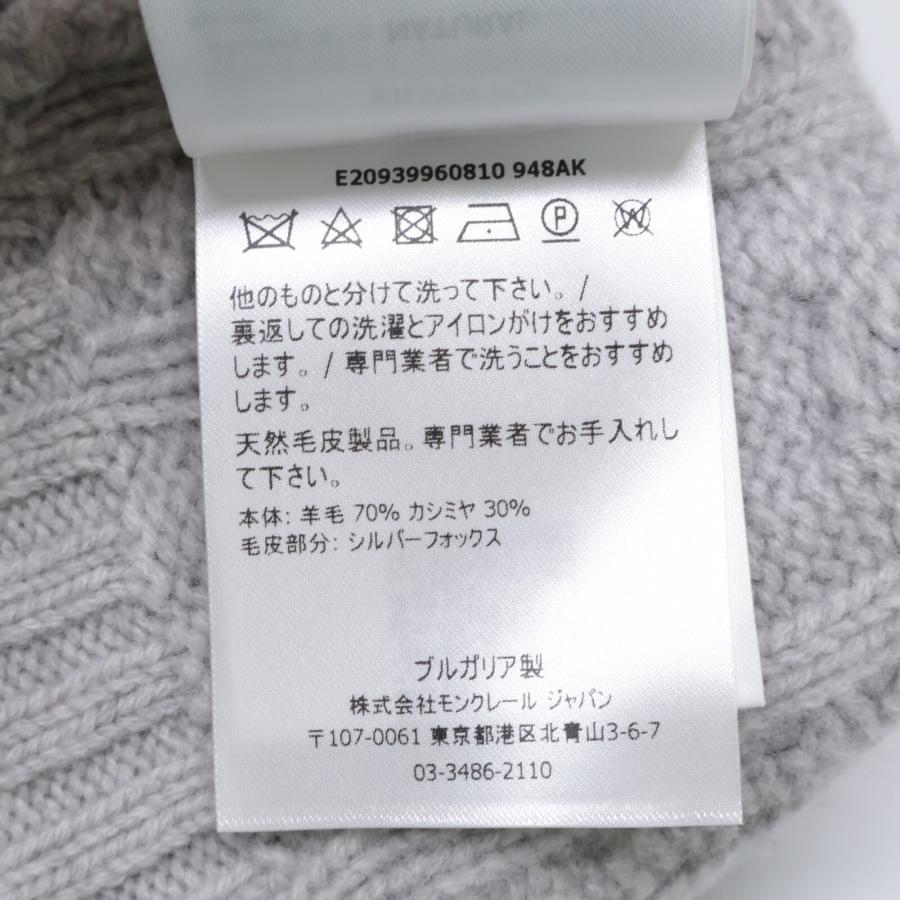 NATURAL
SILVER FOX
E20939960810 948AK
P
W
他のものと分けて洗って下さい。/
裏返しての洗濯とアイロンがけをおすすめ
します。/ 専門業者で洗うことをおすすめ
します。
天然毛皮製品。専門業者でお手入れし
て下さい。
本体: 羊毛 70% カシミヤ 30%
毛皮部分: シルバーフォックス
ブルガリア製
株式会社モンクレール ジャパン
〒107-0061 東京都港区北青山3-6-7
03-3486-2110